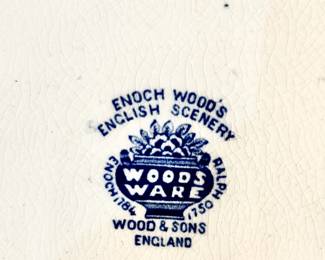 ENOCH WOOD'S
ENGLISH SCENERY
WOODS
WARE
ENOCH 1784
RALPH 1750
WOOD & SONS
ENGLAND